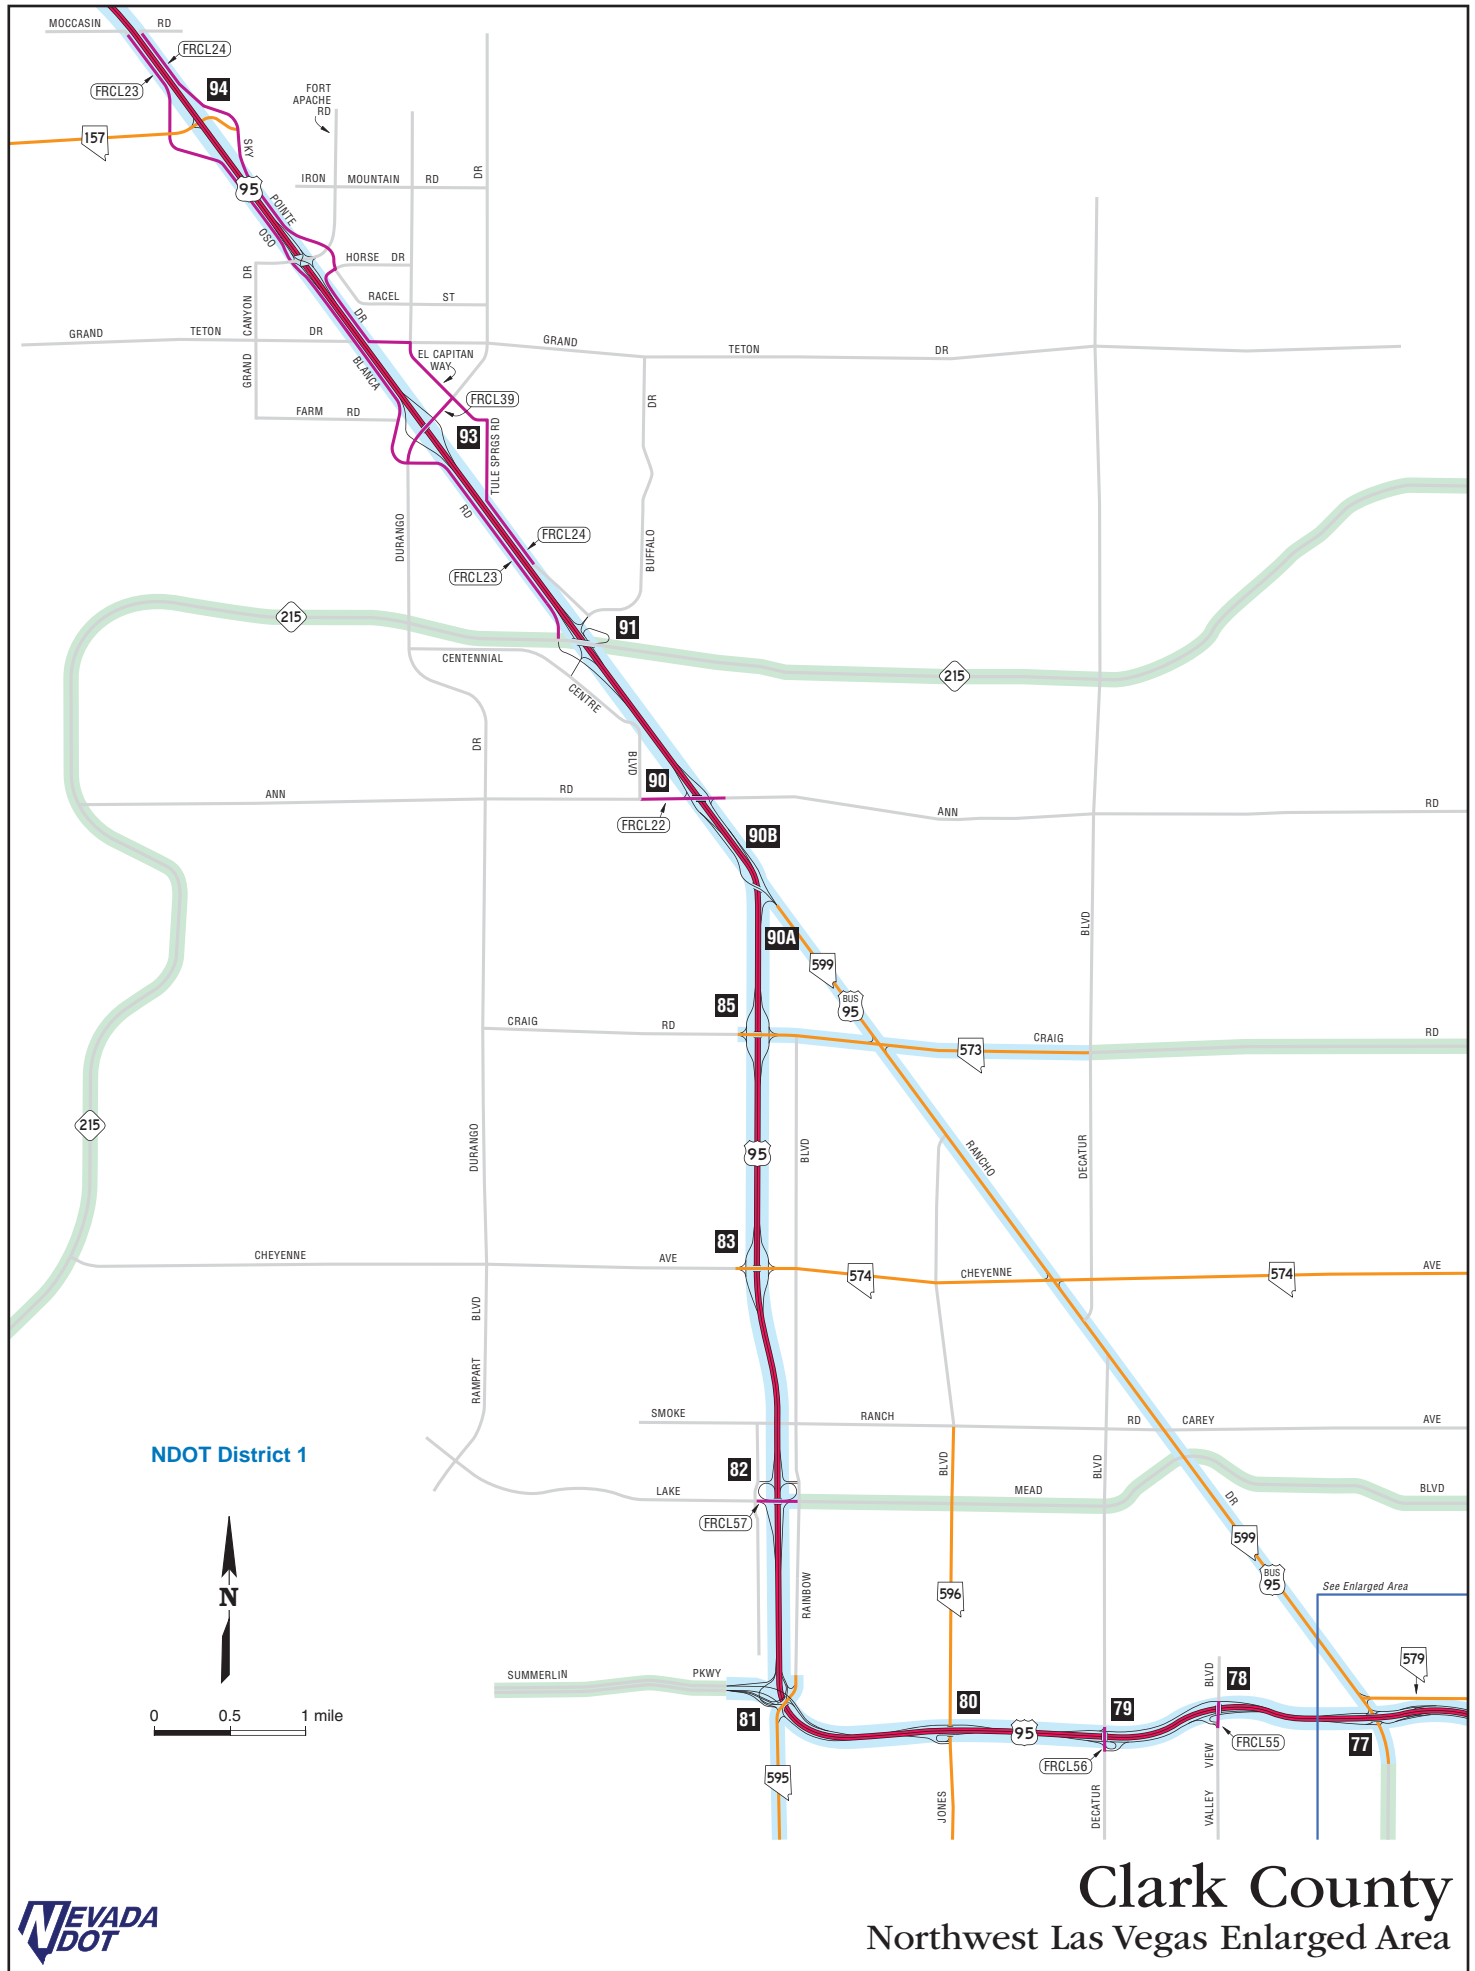 MOCCASIN RD
FRCL24
FRCL23
94
FORT
APACHE
RD
157
SKY
DR
IRON MOUNTAIN RD
95
POINTE
OSO
HORSE DR
DR
CANYON
GRAND
RACEL ST
DR
GRAND TETON DR
GRAND TETON DR
EL CAPITAN
WAY
BLANCA
FRCL39
DR
FARM RD
93
TULE SPRGS RD
RD
DURANGO
FRCL24
FRCL23
BUFFALO
215
91
CENTENNIAL
215
CENTRE
DR
BLVD
90
ANN RD
ANN RD
FRCL22
90B
BLVD
90A
599
BUS
95
85
CRAIG RD
CRAIG RD
573
215
DURANGO
95
BLVD
RANCHO
DECATUR
83
CHEYENNE AVE
574
CHEYENNE
574
AVE
BLVD
RAMPART
SMOKE RANCH RD CAREY AVE
NDOT District 1
82
BLVD
BLVD
LAKE MEAD BLVD
DR
FRCL57
599
BUS
95
N
RAINBOW
596
See Enlarged Area
579
SUMMERLIN PKWY
BLVD
78
0 0.5 1 mile
81
80
79
95
77
FRCL55
FRCL56
VIEW
595
JONES
DECATUR
VALLEY
Clark County
Northwest Las Vegas Enlarged Area
NEVADA
DOT